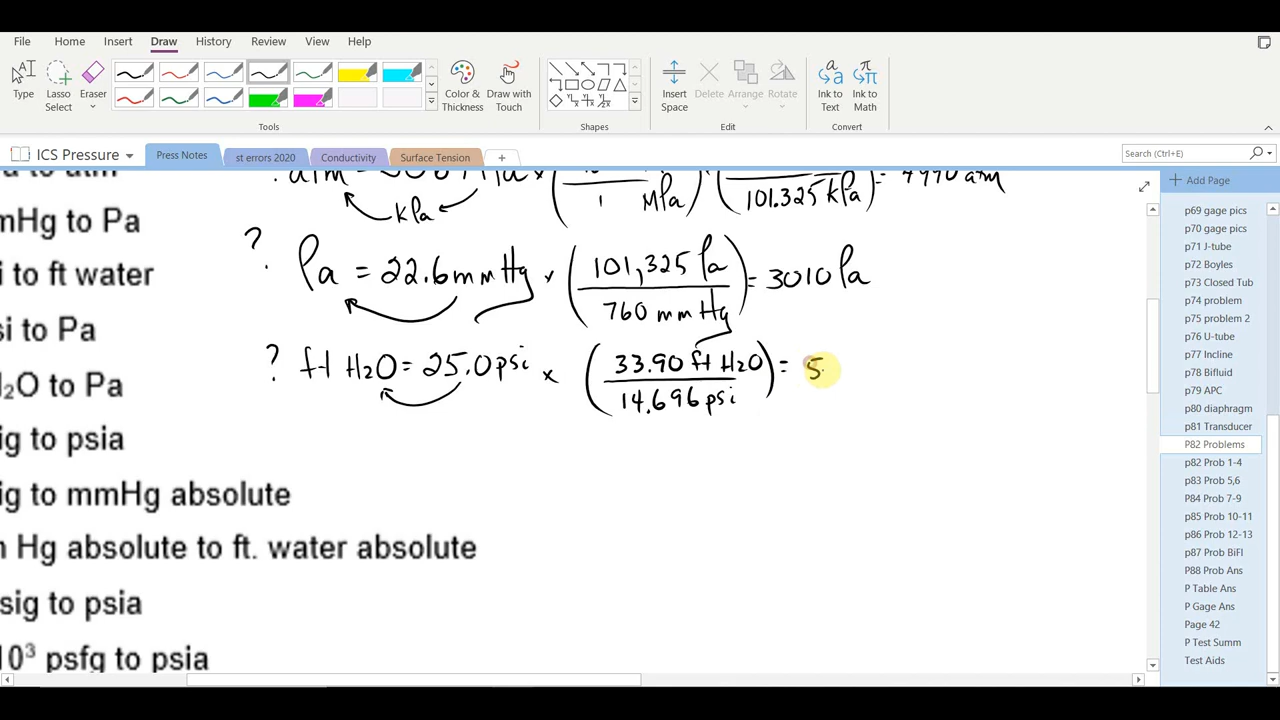 File Home Insert Draw History Review View Help
Type Lasso Select Eraser Color & Thickness Draw with Touch Insert Space Delete Arrange Rotate Ink to Text Ink to Math
Tools Shapes Edit Convert
ICS Pressure Press Notes st errors 2020 Conductivity Surface Tension + Search (Ctrl+E)
+ Add Page
101.325 kPa
kPa
mHg to Pa
? Pa = 22.6 mmHg × (101,325 Pa / 760 mm Hg) = 3010 Pa
i to ft water
si to Pa
? ft H₂O = 25.0 psi × (33.90 ft H₂O / 14.696 psi) = 5
₂O to Pa
ig to psia
ig to mmHg absolute
Hg absolute to ft. water absolute
sig to psia
10³ psfg to psia
p69 gage pics
p70 gage pics
p71 J-tube
p72 Boyles
p73 Closed Tub
p74 problem
p75 problem 2
p76 U-tube
p77 Incline
p78 Bifluid
p79 APC
p80 diaphragm
p81 Transducer
P82 Problems
p82 Prob 1-4
p83 Prob 5,6
P84 Prob 7-9
p85 Prob 10-11
p86 Prob 12-13
p87 Prob BiFl
P88 Prob Ans
P Table Ans
P Gage Ans
Page 42
P Test Summ
Test Aids